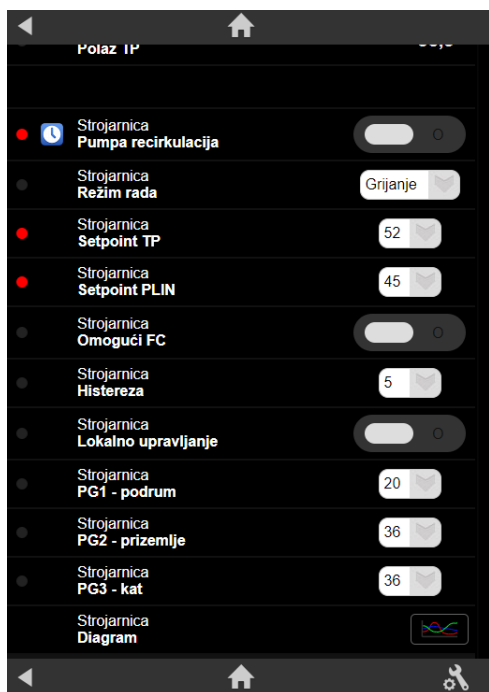 Polaz TP
Strojarnica
Pumpa recirkulacija
O
Strojarnica
Režim rada
Grijanje
Strojarnica
Setpoint TP
52
Strojarnica
Setpoint PLIN
45
Strojarnica
Omogući FC
O
Strojarnica
Histereza
5
Strojarnica
Lokalno upravljanje
O
Strojarnica
PG1 - podrum
20
Strojarnica
PG2 - prizemlje
36
Strojarnica
PG3 - kat
36
Strojarnica
Diagram